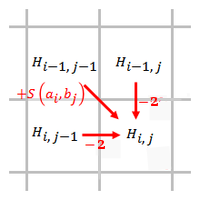 H_{i-1,j-1} H_{i-1,j}
+S(a_i,b_j)
-2
H_{i,j-1} H_{i,j}
-2